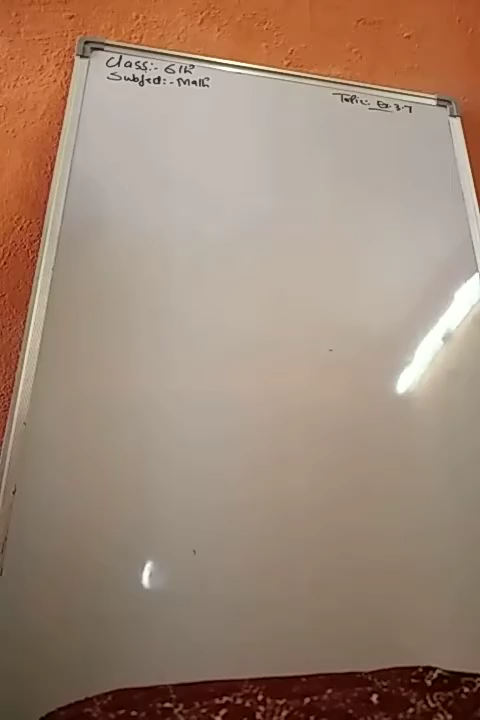 Class:- 6th
Subject:- Math
Topic:- Ex. 3.7